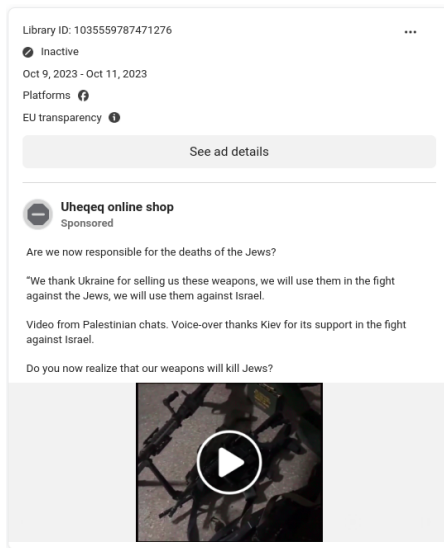 Library ID: 1035559787471276
Inactive
Oct 9, 2023 - Oct 11, 2023
Platforms
EU transparency
See ad details
Uheqeq online shop
Sponsored
Are we now responsible for the deaths of the Jews?
"We thank Ukraine for selling us these weapons, we will use them in the fight
against the Jews, we will use them against Israel.
Video from Palestinian chats. Voice-over thanks Kiev for its support in the fight
against Israel.
Do you now realize that our weapons will kill Jews?